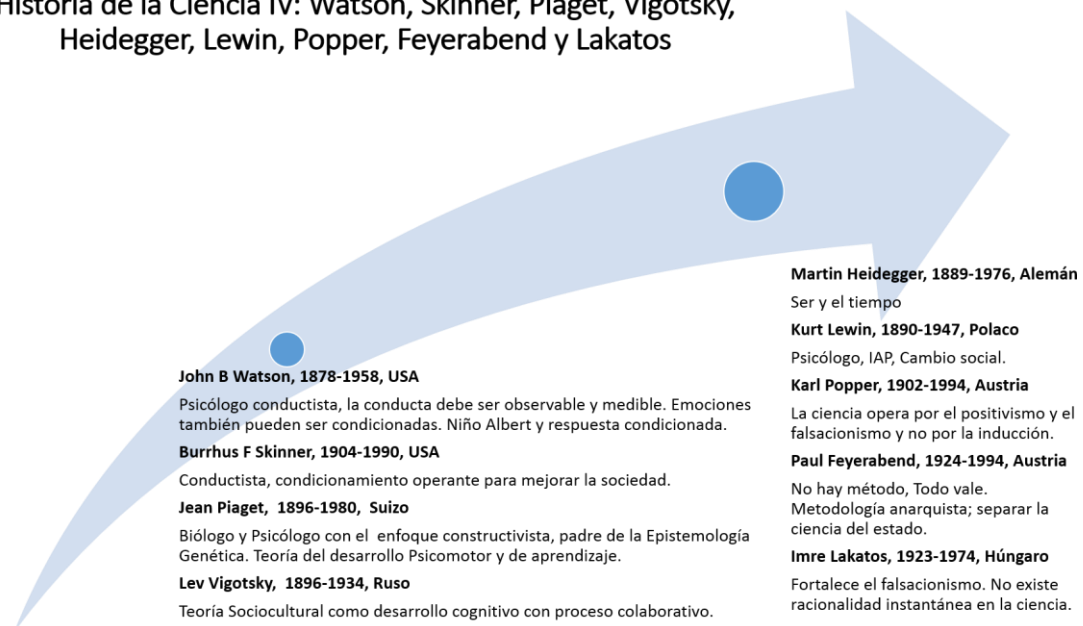 Historia de la Ciencia IV: Watson, Skinner, Piaget, Vigotsky,
Heidegger, Lewin, Popper, Feyerabend y Lakatos
John B Watson, 1878-1958, USA
Psicólogo conductista, la conducta debe ser observable y medible. Emociones
también pueden ser condicionadas. Niño Albert y respuesta condicionada.
Burrhus F Skinner, 1904-1990, USA
Conductista, condicionamiento operante para mejorar la sociedad.
Jean Piaget, 1896-1980, Suizo
Biólogo y Psicólogo con el enfoque constructivista, padre de la Epistemología
Genética. Teoría del desarrollo Psicomotor y de aprendizaje.
Lev Vigotsky, 1896-1934, Ruso
Teoría Sociocultural como desarrollo cognitivo con proceso colaborativo.
Martin Heidegger, 1889-1976, Alemán
Ser y el tiempo
Kurt Lewin, 1890-1947, Polaco
Psicólogo, IAP, Cambio social.
Karl Popper, 1902-1994, Austria
La ciencia opera por el positivismo y el
falsacionismo y no por la inducción.
Paul Feyerabend, 1924-1994, Austria
No hay método, Todo vale.
Metodología anarquista; separar la
ciencia del estado.
Imre Lakatos, 1923-1974, Húngaro
Fortalece el falsacionismo. No existe
racionalidad instantánea en la ciencia.